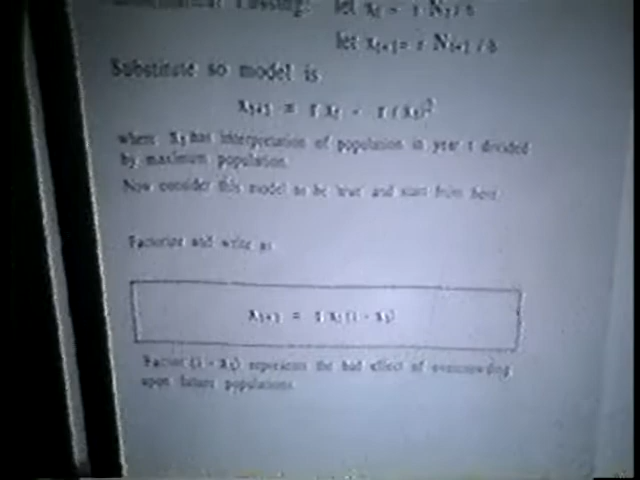 let x_t = r N_t / b
let x_{t+1} = r N_{t+1} / b
Substitute so model is
x_{t+1} = r x_t - r (x_t)^2
where x_t has interpretation of population in year t divided
by maximum population.
Now consider this model to be true and start from here
Factorise and write as
x_{t+1} = r x_t (1 - x_t)
Factor (1 - x_t) represents the bad effect of overcrowding
upon future populations.